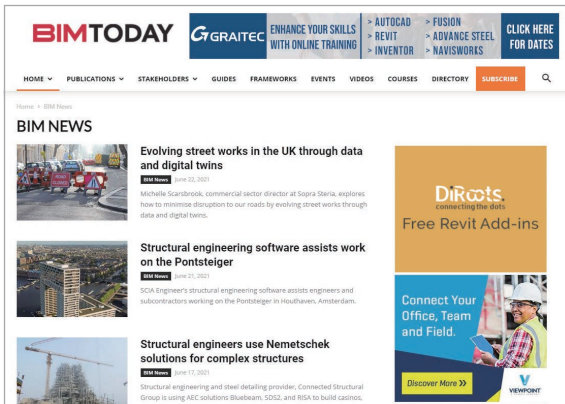 BIMTODAY
GRAITEC
ENHANCE YOUR SKILLS
WITH ONLINE TRAINING
> AUTOCAD
> REVIT
> INVENTOR
> FUSION
> ADVANCE STEEL
> NAVISWORKS
CLICK HERE
FOR DATES
HOME PUBLICATIONS STAKEHOLDERS GUIDES FRAMEWORKS EVENTS VIDEOS COURSES DIRECTORY SUBSCRIBE
Home > BIM News
BIM NEWS
Evolving street works in the UK through data
and digital twins
BIM News June 22, 2021
Michelle Scarsbrook, commercial sector director at Sopra Steria, explores
how to minimise disruption to our roads by evolving street works through
data and digital twins.
Structural engineering software assists work
on the Pontsteiger
BIM News June 21, 2021
SCIA Engineer's structural engineering software assists engineers and
subcontractors working on the Pontsteiger in Houthaven, Amsterdam.
Structural engineers use Nemetschek
solutions for complex structures
BIM News June 17, 2021
Structural engineering and steel detailing provider, Connected Structural
Group is using AEC solutions Bluebeam, SDS2, and RISA to build casinos,
DiRoots.
connecting the dots
Free Revit Add-ins
Connect Your
Office, Team
and Field.
Discover More
VIEWPOINT